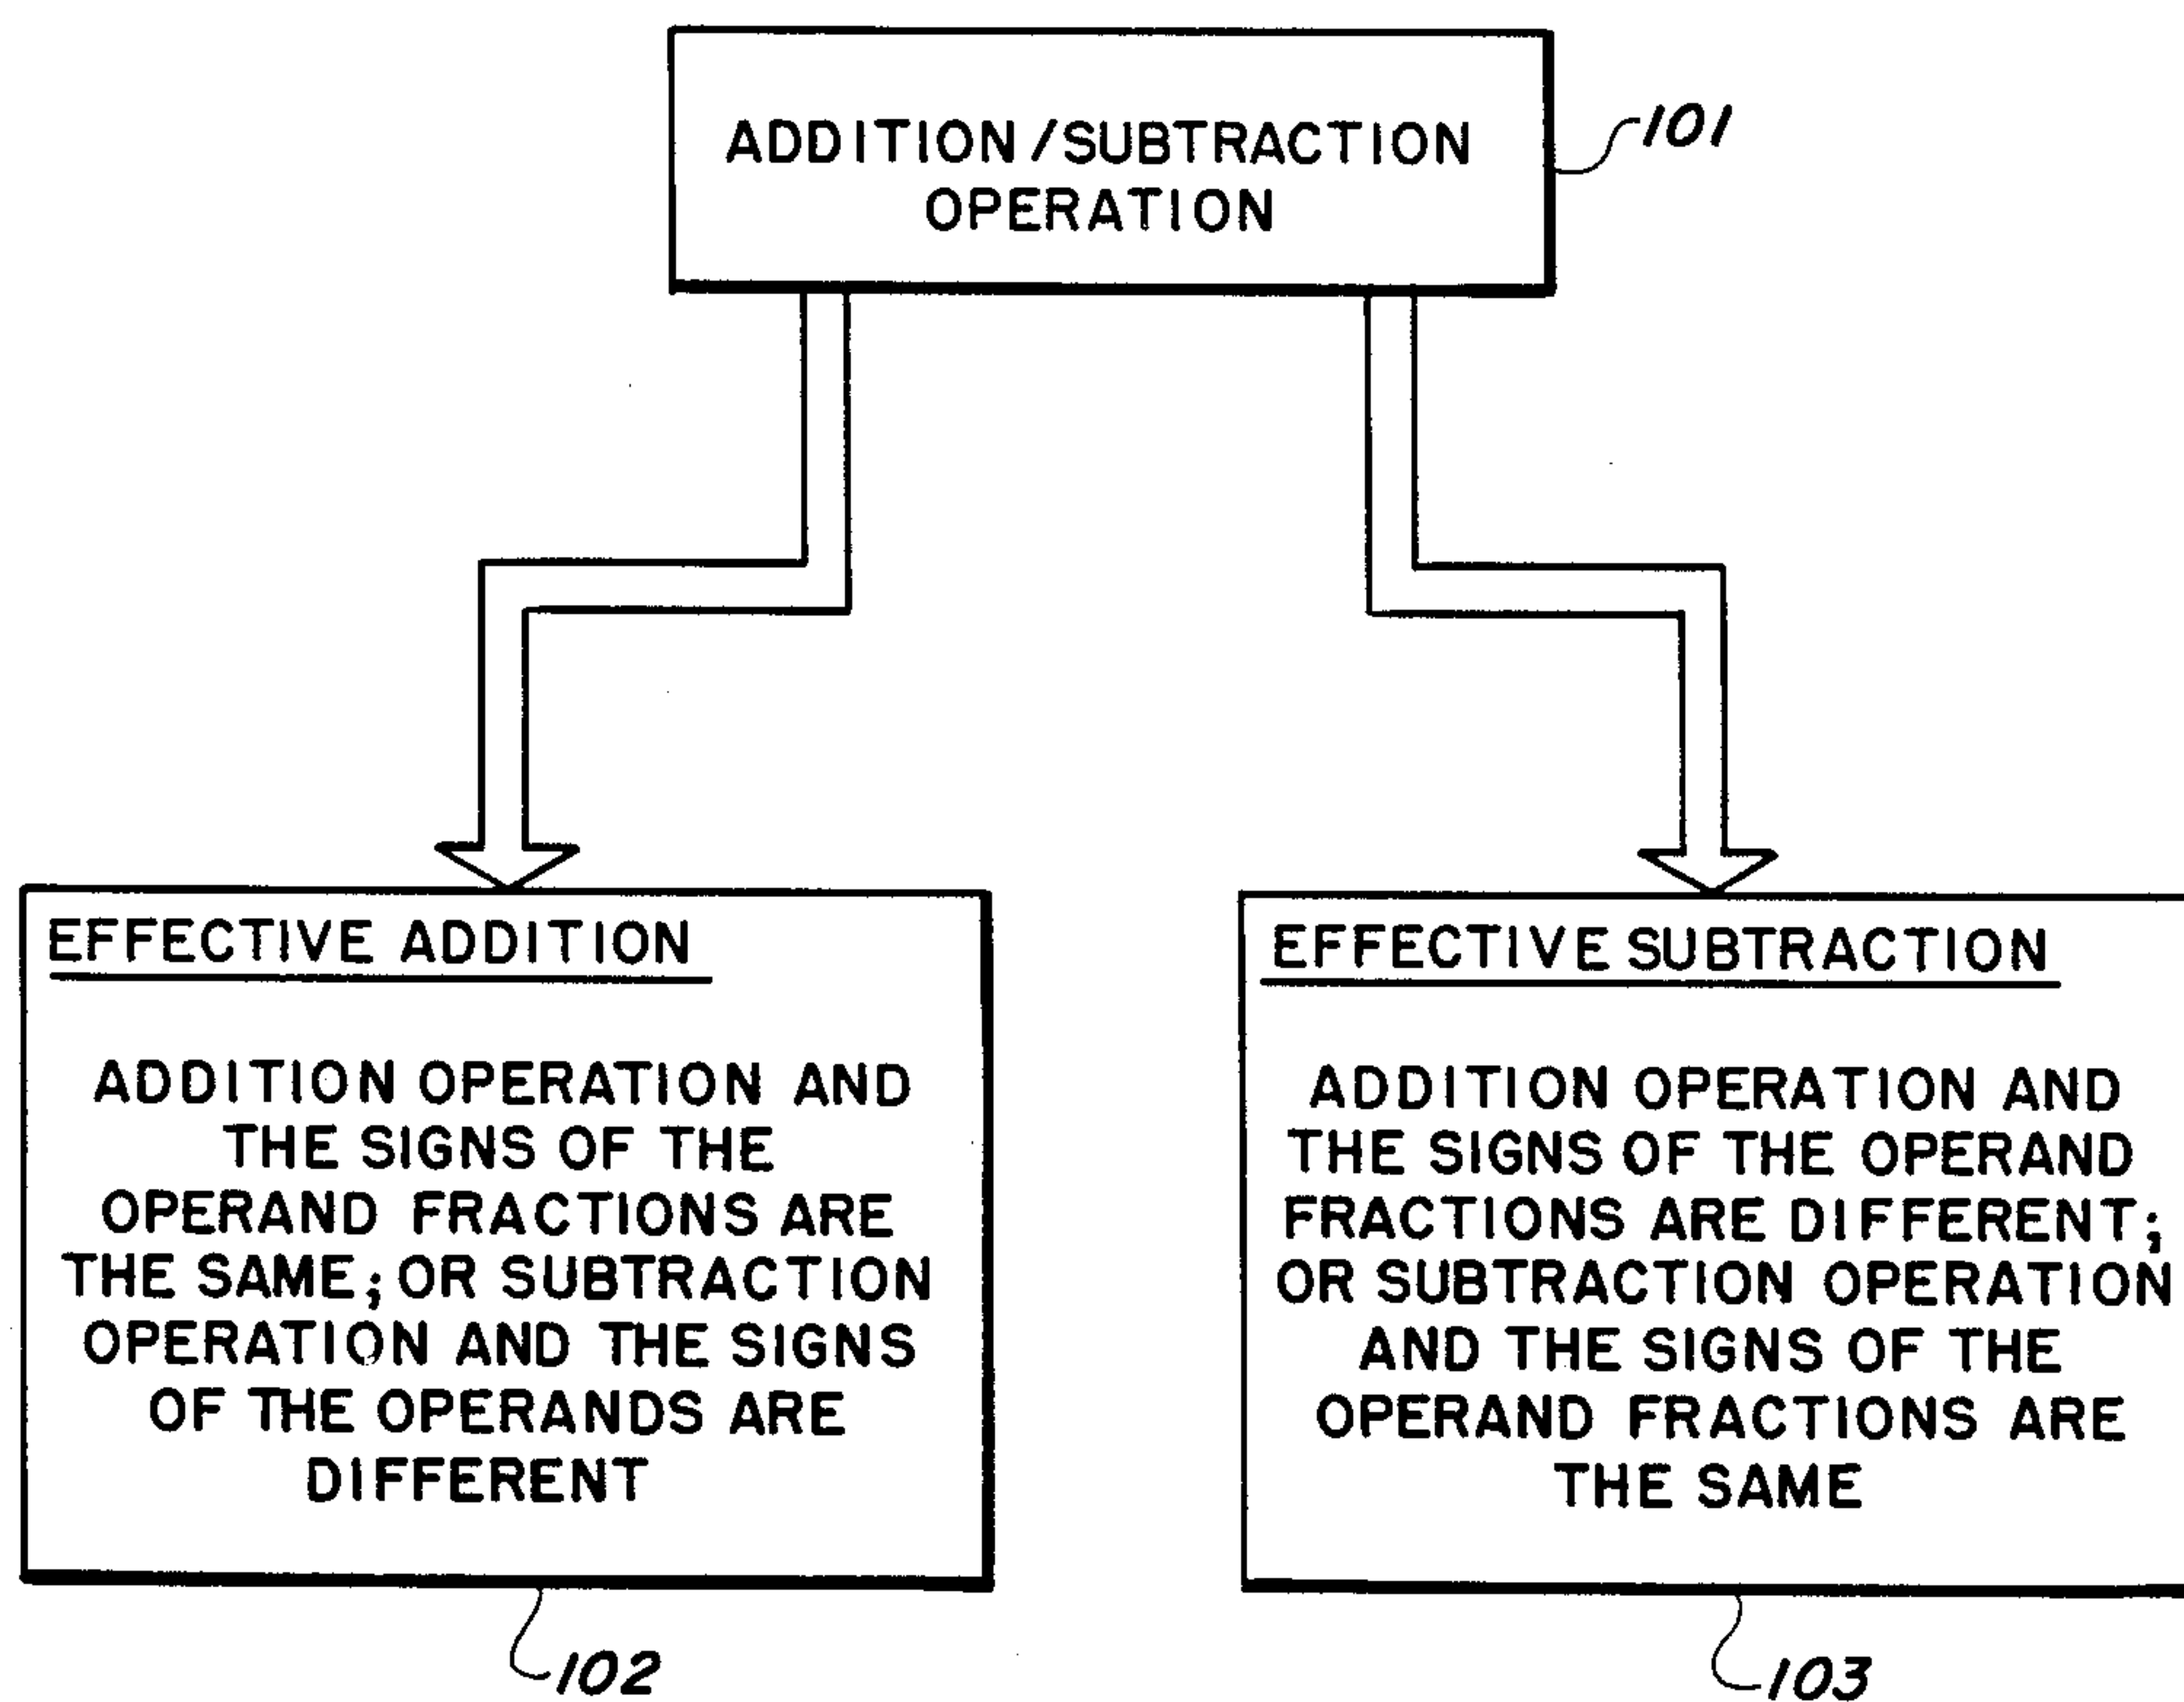 ADDITION/SUBTRACTION
OPERATION
101
EFFECTIVE ADDITION
ADDITION OPERATION AND
THE SIGNS OF THE
OPERAND FRACTIONS ARE
THE SAME; OR SUBTRACTION
OPERATION AND THE SIGNS
OF THE OPERANDS ARE
DIFFERENT
102
EFFECTIVE SUBTRACTION
ADDITION OPERATION AND
THE SIGNS OF THE OPERAND
FRACTIONS ARE DIFFERENT;
OR SUBTRACTION OPERATION
AND THE SIGNS OF THE
OPERAND FRACTIONS ARE
THE SAME
103